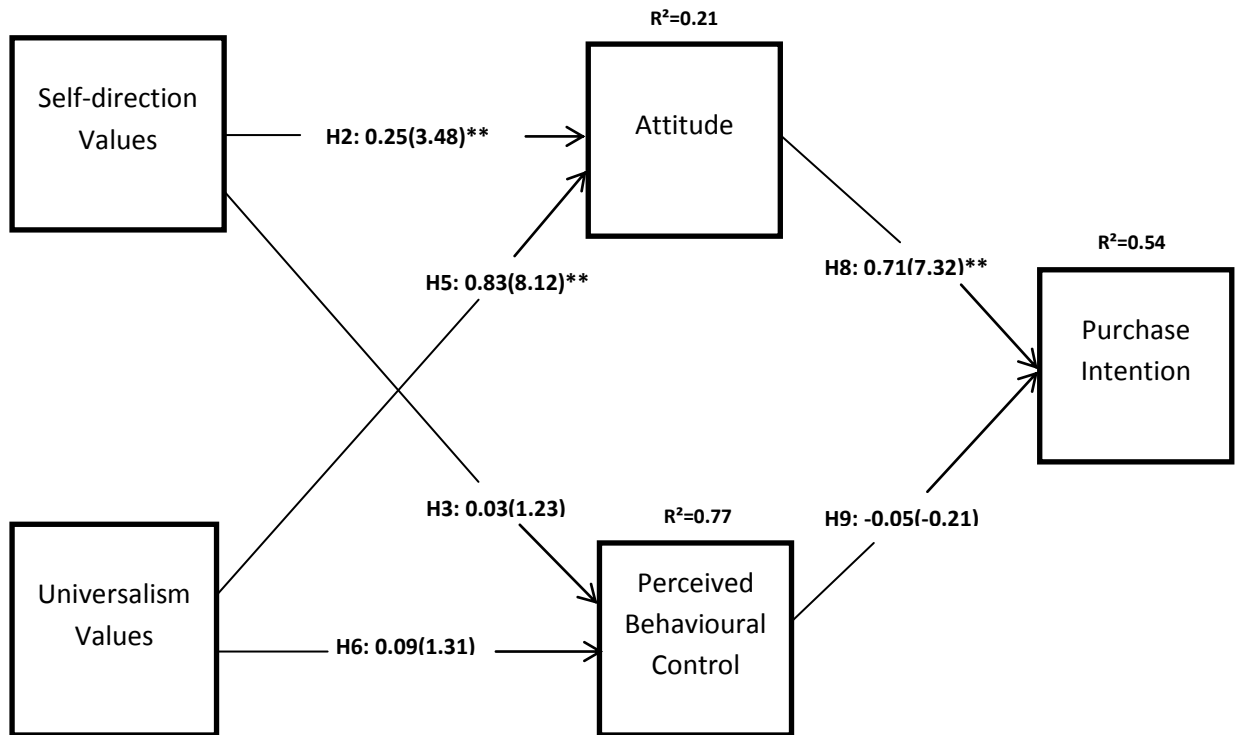 R²=0.21
Self-direction
Values
Attitude
H2: 0.25(3.48)**
R²=0.54
H5: 0.83(8.12)**
H8: 0.71(7.32)**
Purchase
Intention
H3: 0.03(1.23)
R²=0.77
H9: -0.05(-0.21)
Universalism
Values
Perceived
Behavioural
Control
H6: 0.09(1.31)